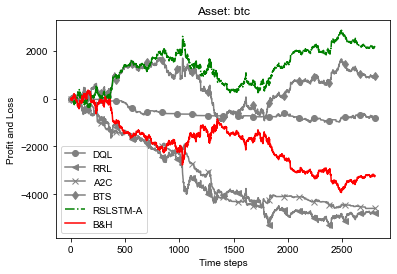 Asset: btc
Profit and Loss
2000
0
−2000
−4000
DQL
RRL
A2C
BTS
RSLSTM-A
B&H
0
500
1000
1500
2000
2500
Time steps